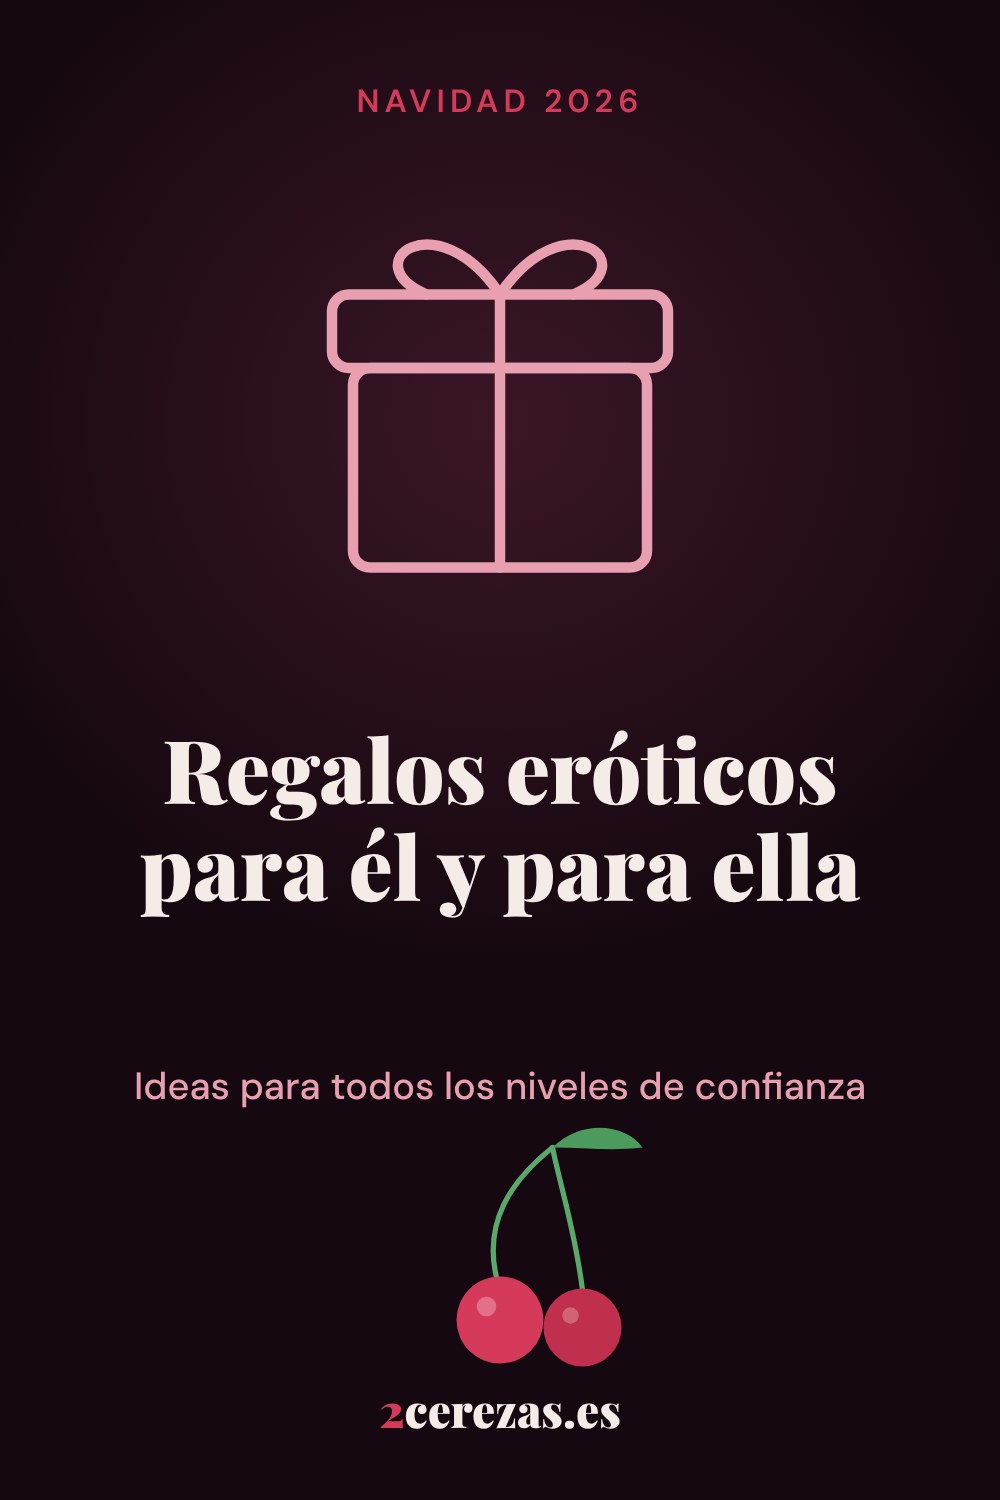 NAVIDAD 2026
Regalos eróticos
para él y para ella
Ideas para todos los niveles de confianza
2cerezas.es